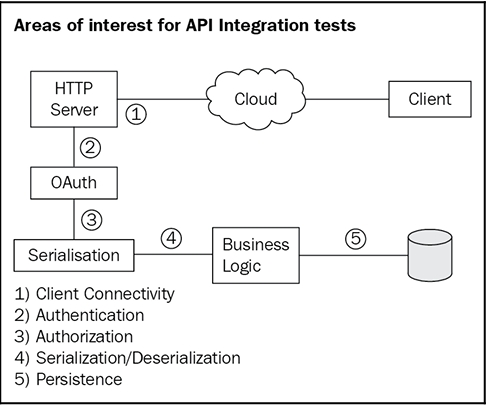 Areas of interest for API Integration tests
HTTP
Server
Cloud
Client
1
2
OAuth
3
Serialisation
4
Business
Logic
5
1) Client Connectivity
2) Authentication
3) Authorization
4) Serialization/Deserialization
5) Persistence